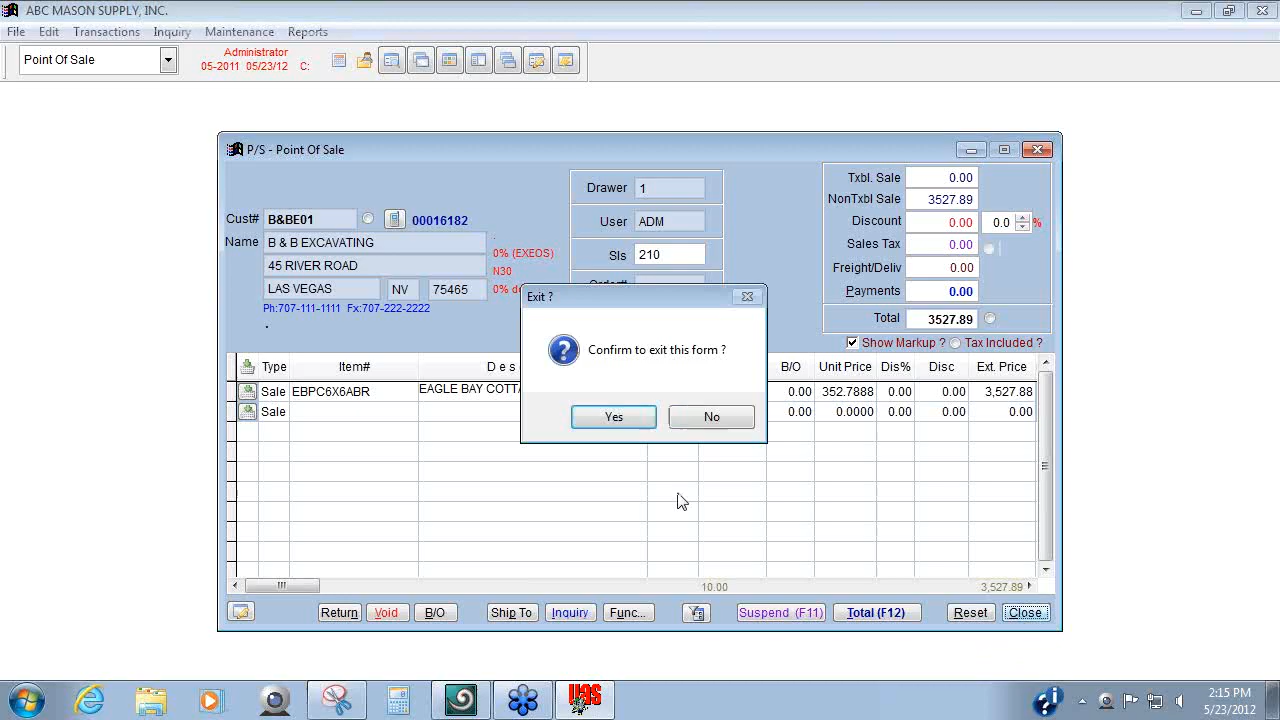 ABC MASON SUPPLY, INC.
File Edit Transactions Inquiry Maintenance Reports
Point Of Sale
Administrator
05-2011 05/23/12 C:
P/S - Point Of Sale
Cust# B&BE01 00016182
Name B & B EXCAVATING
45 RIVER ROAD
LAS VEGAS NV 75465
Ph:707-111-1111 Fx:707-222-2222
0% (EXEOS)
N30
0% d
Drawer 1
User ADM
Sls 210
Txbl. Sale 0.00
NonTxbl Sale 3527.89
Discount 0.00 0.0 %
Sales Tax 0.00
Freight/Deliv 0.00
Payments 0.00
Total 3527.89
Show Markup ? Tax Included ?
Exit ?
Confirm to exit this form ?
Yes No
Type Item# Des B/O Unit Price Dis% Disc Ext. Price
Sale EBPC6X6ABR EAGLE BAY COTT 0.00 352.7888 0.00 0.00 3,527.88
Sale 0.00 0.0000 0.00 0.00 0.00
10.00 3,527.89
Return Void B/O Ship To Inquiry Func... Suspend (F11) Total (F12) Reset Close
2:15 PM
5/23/2012